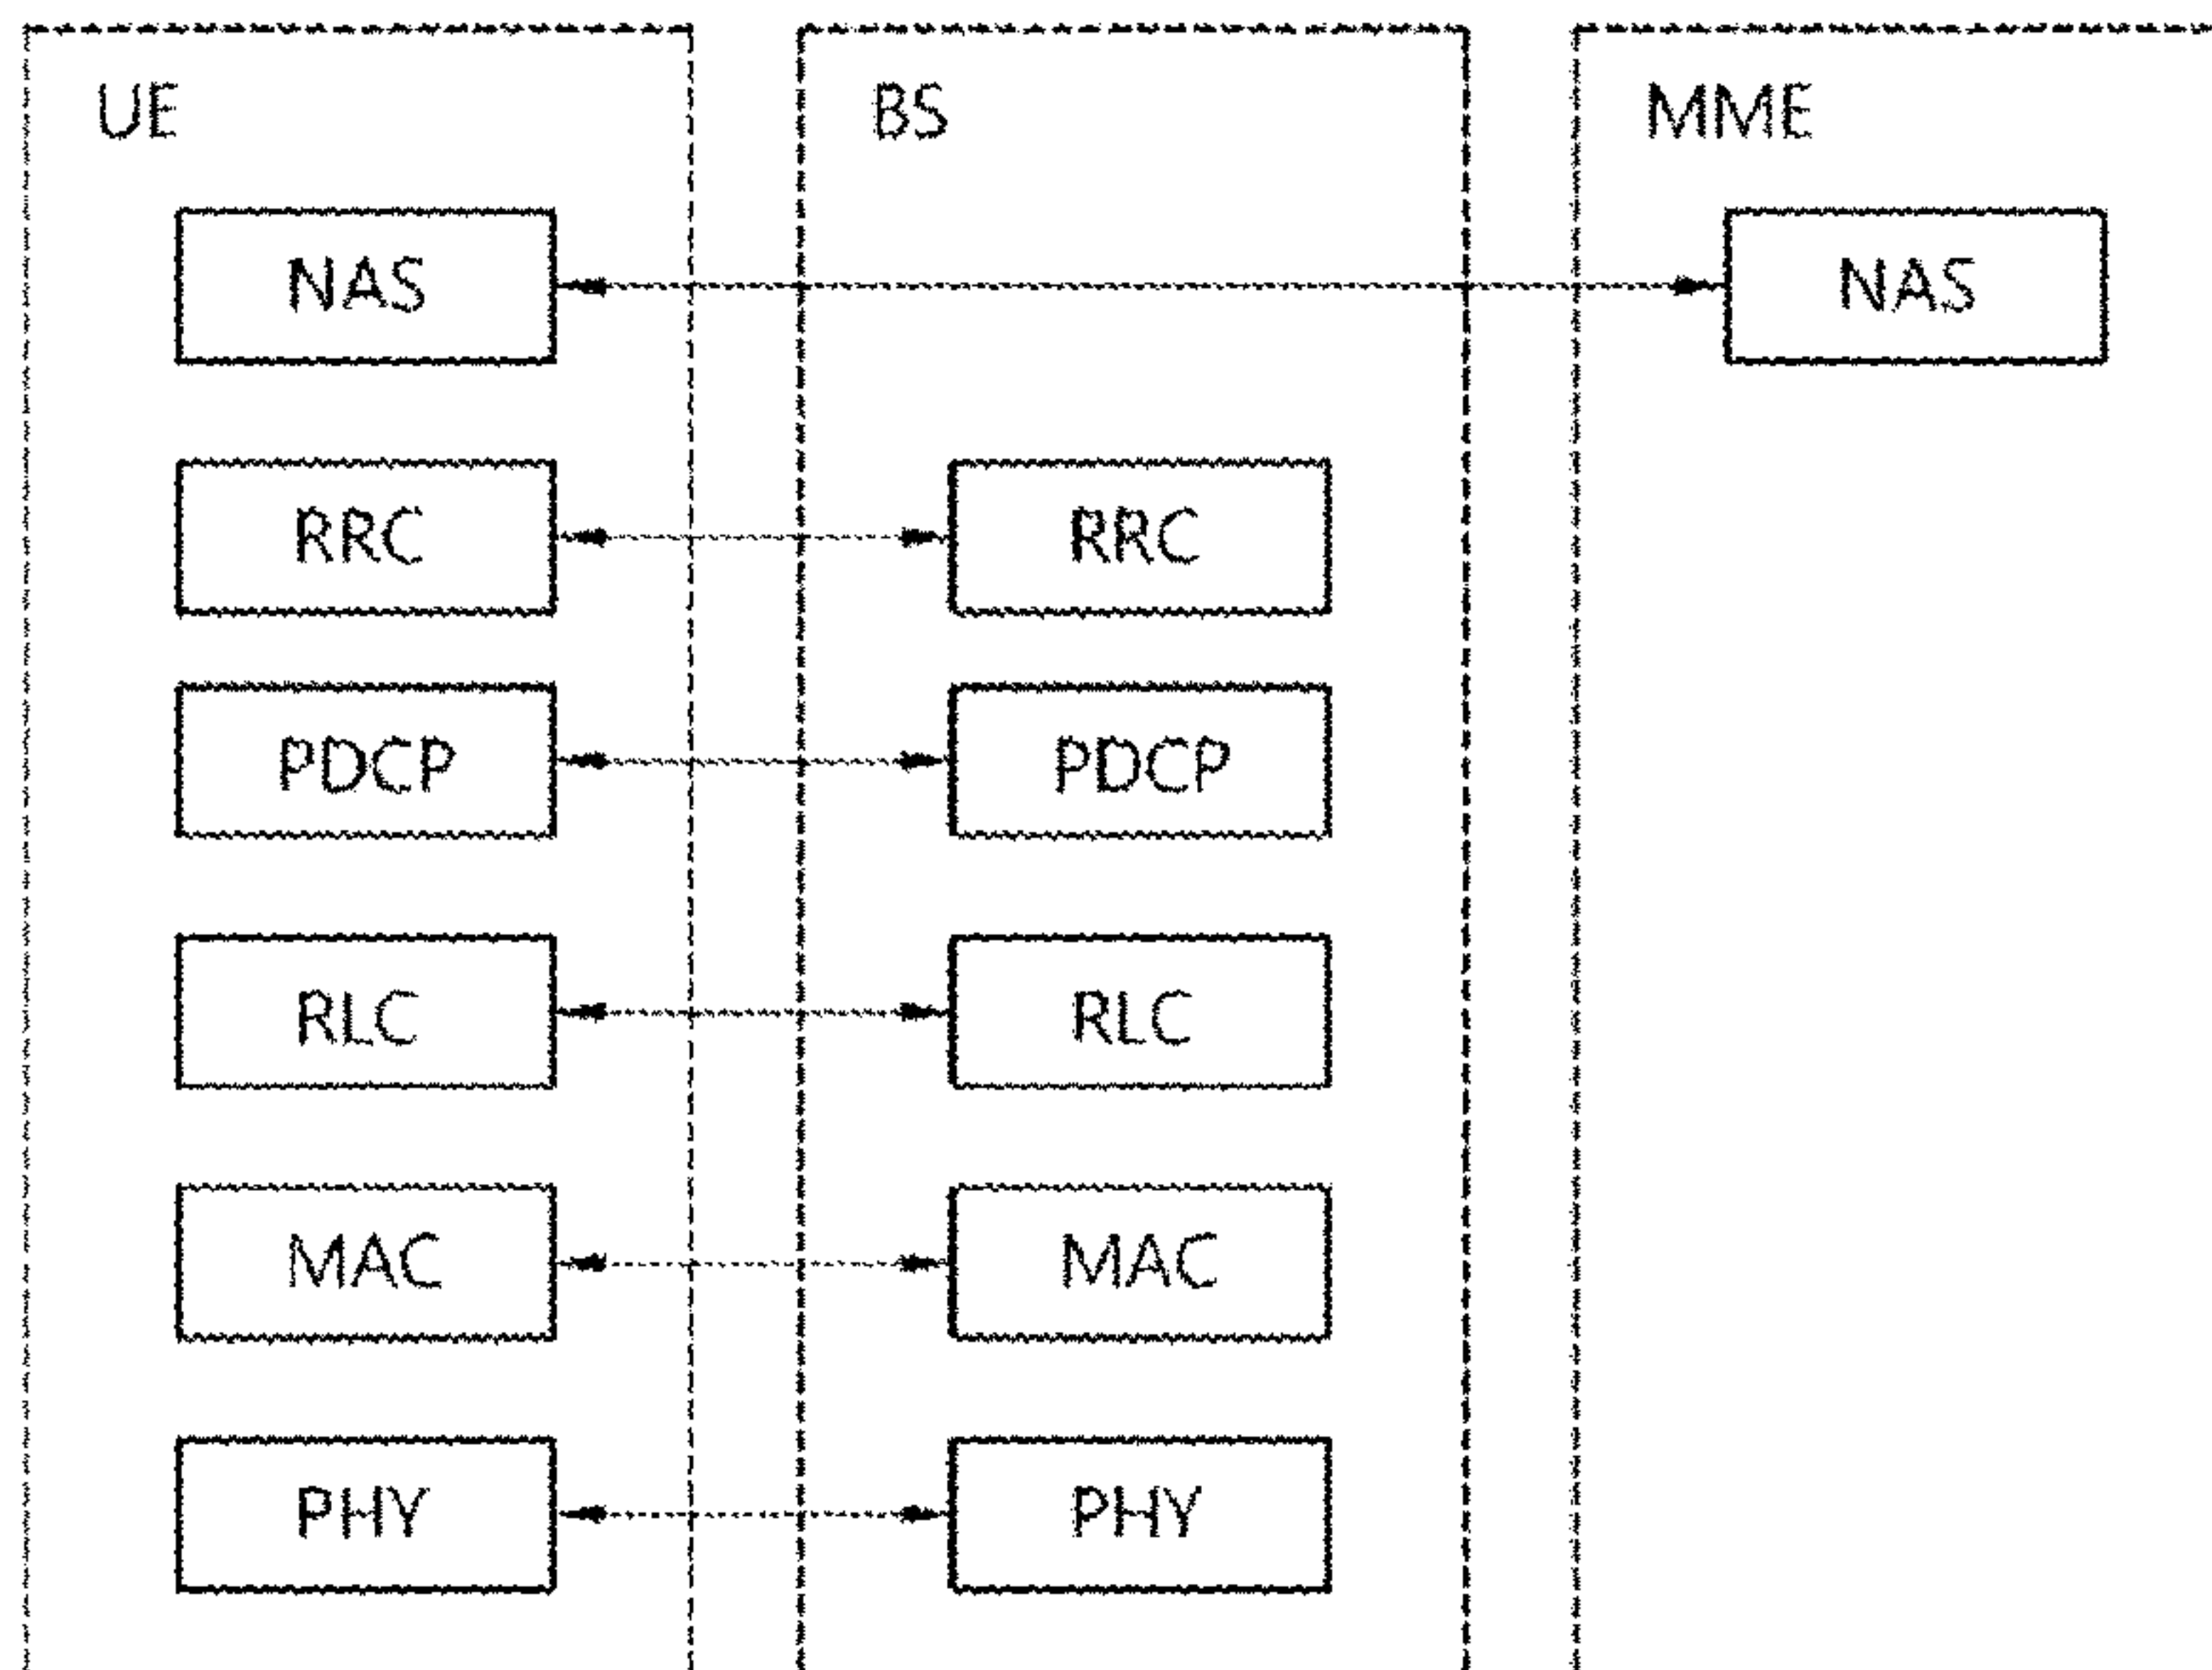 UE BS MME
NAS NAS
RRC RRC
PDCP PDCP
RLC RLC
MAC MAC
PHY PHY